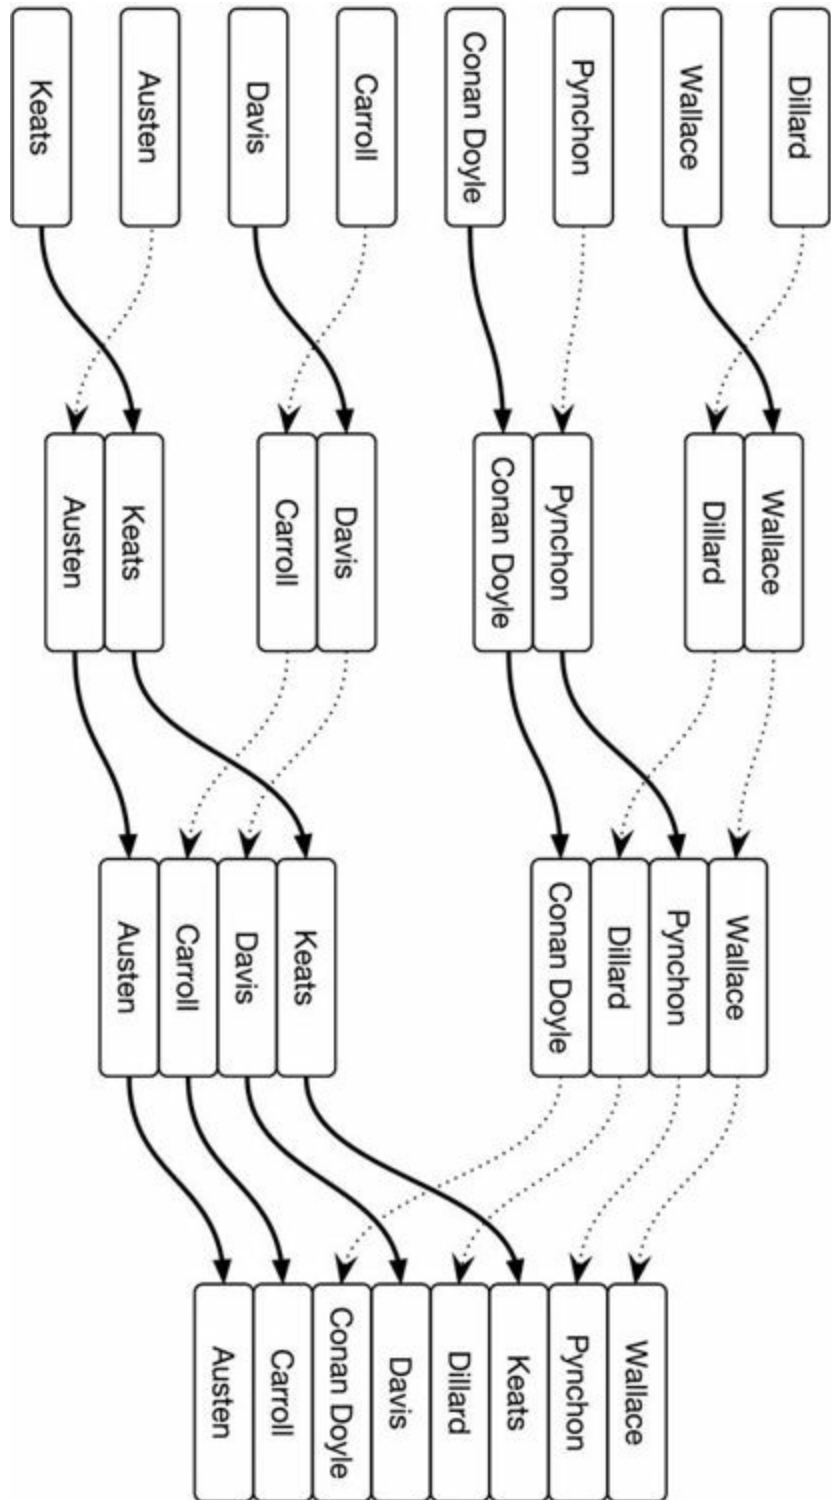 Keats
Austen
Davis
Carroll
Conan Doyle
Pynchon
Wallace
Dillard
Austen
Keats
Carroll
Davis
Conan Doyle
Pynchon
Dillard
Wallace
Austen
Carroll
Davis
Keats
Conan Doyle
Dillard
Pynchon
Wallace
Austen
Carroll
Conan Doyle
Davis
Dillard
Keats
Pynchon
Wallace